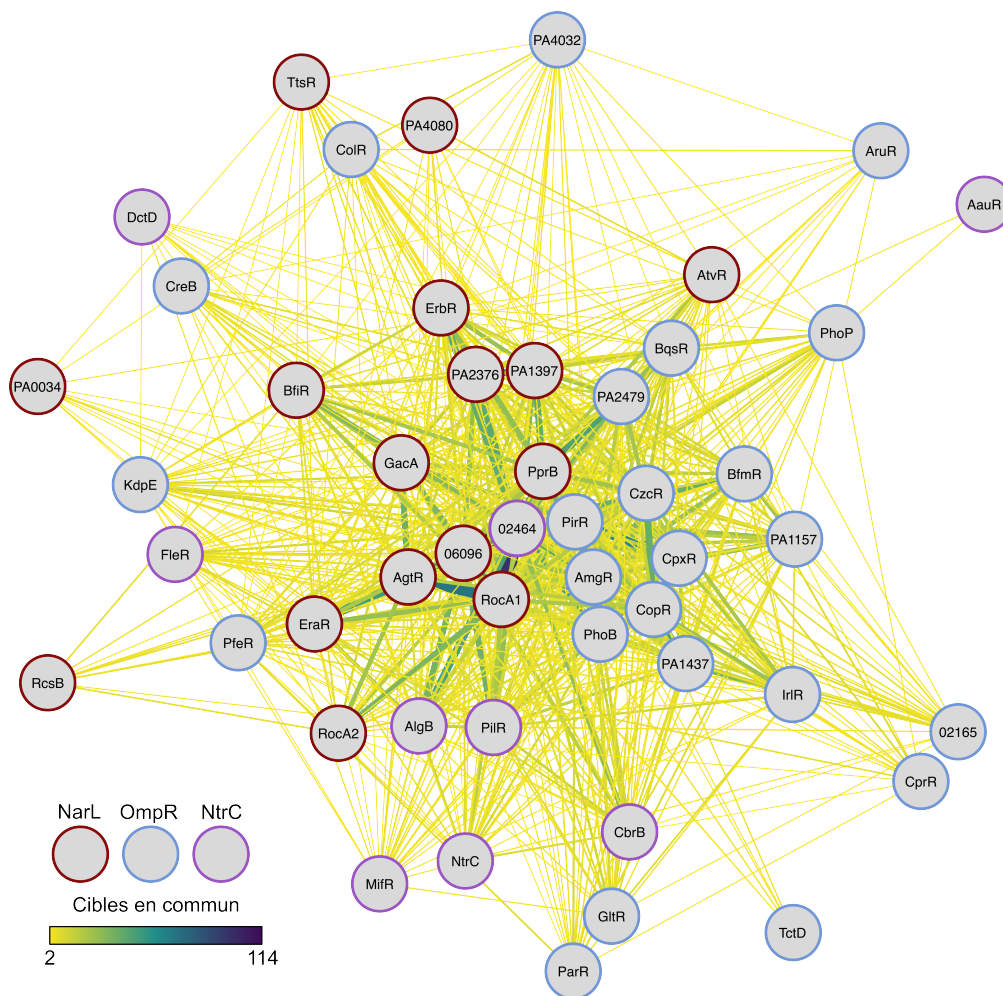 PA4032
TtsR
PA4080
ColR
AruR
AauR
DctD
CreB
AtvR
ErbR
PhoP
BqsR
PA2376
PA1397
PA0034
BfiR
PA2479
GacA
PprB
BfmR
KdpE
CzcR
PirR
02464
PA1157
FleR
06096
CpxR
AgtR
AmgR
RocA1
CopR
EraR
PhoB
PfeR
PA1437
RcsB
IrlR
AlgB
PilR
RocA2
02165
CprR
NarL OmpR NtrC
CbrB
NtrC
MifR
Cibles en commun
GltR
TctD
2 114
ParR